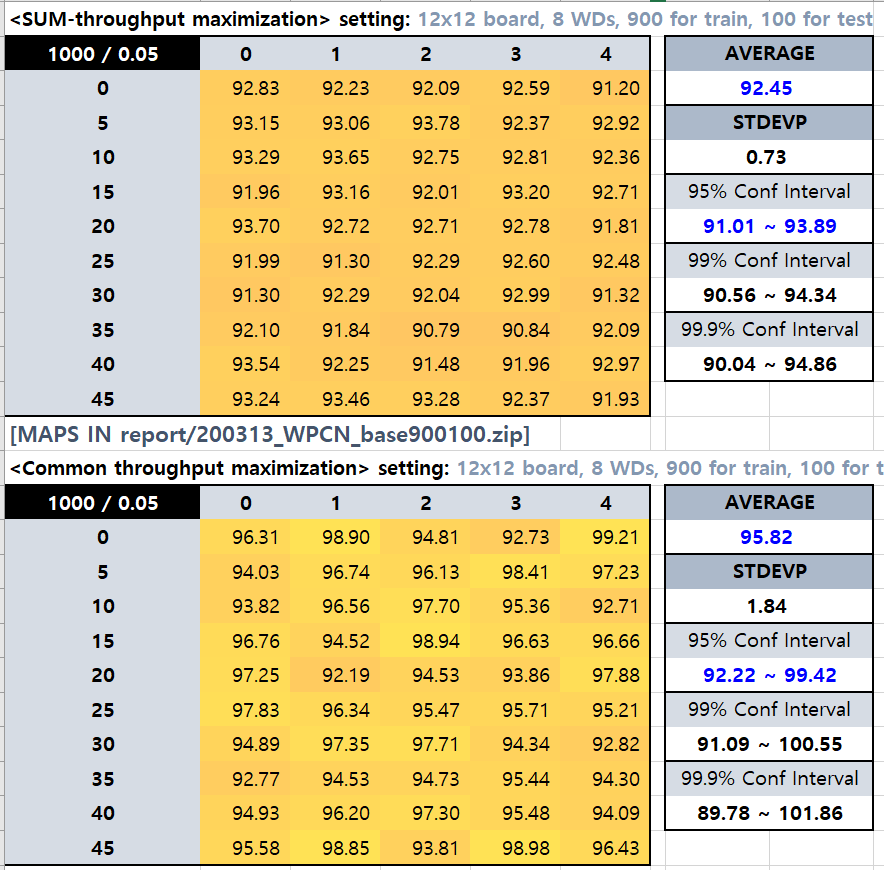 <SUM-throughput maximization> setting: 12x12 board, 8 WDs, 900 for train, 100 for test
1000 / 0.05 0 1 2 3 4 AVERAGE
0 92.83 92.23 92.09 92.59 91.20 92.45
5 93.15 93.06 93.78 92.37 92.92 STDEVP
10 93.29 93.65 92.75 92.81 92.36 0.73
15 91.96 93.16 92.01 93.20 92.71 95% Conf Interval
20 93.70 92.72 92.71 92.78 91.81 91.01 ~ 93.89
25 91.99 91.30 92.29 92.60 92.48 99% Conf Interval
30 91.30 92.29 92.04 92.99 91.32 90.56 ~ 94.34
35 92.10 91.84 90.79 90.84 92.09 99.9% Conf Interval
40 93.54 92.25 91.48 91.96 92.97 90.04 ~ 94.86
45 93.24 93.46 93.28 92.37 91.93
[MAPS IN report/200313_WPCN_base900100.zip]
<Common throughput maximization> setting: 12x12 board, 8 WDs, 900 for train, 100 for t
1000 / 0.05 0 1 2 3 4 AVERAGE
0 96.31 98.90 94.81 92.73 99.21 95.82
5 94.03 96.74 96.13 98.41 97.23 STDEVP
10 93.82 96.56 97.70 95.36 92.71 1.84
15 96.76 94.52 98.94 96.63 96.66 95% Conf Interval
20 97.25 92.19 94.53 93.86 97.88 92.22 ~ 99.42
25 97.83 96.34 95.47 95.71 95.21 99% Conf Interval
30 94.89 97.35 97.71 94.34 92.82 91.09 ~ 100.55
35 92.77 94.53 94.73 95.44 94.30 99.9% Conf Interval
40 94.93 96.20 97.30 95.48 94.09 89.78 ~ 101.86
45 95.58 98.85 93.81 98.98 96.43